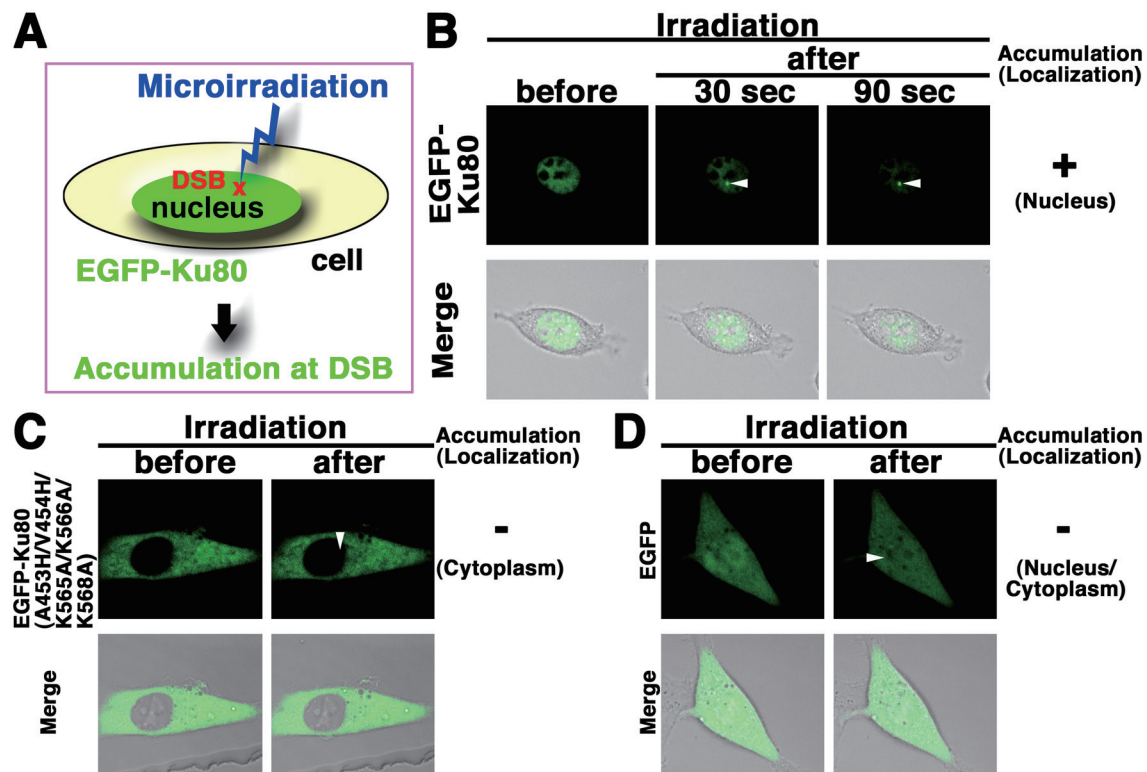 A
Microirradiation
DSB
x
nucleus
cell
EGFP-Ku80
Accumulation at DSB
B
Irradiation
after
before
30 sec
90 sec
Accumulation
(Localization)
EGFP-
Ku80
+
(Nucleus)
Merge
C
Irradiation
before
after
Accumulation
(Localization)
EGFP-Ku80
(A453H/V454H/
K565A/K566A/
K568A)
-
(Cytoplasm)
Merge
D
Irradiation
before
after
Accumulation
(Localization)
EGFP
-
(Nucleus/
Cytoplasm)
Merge